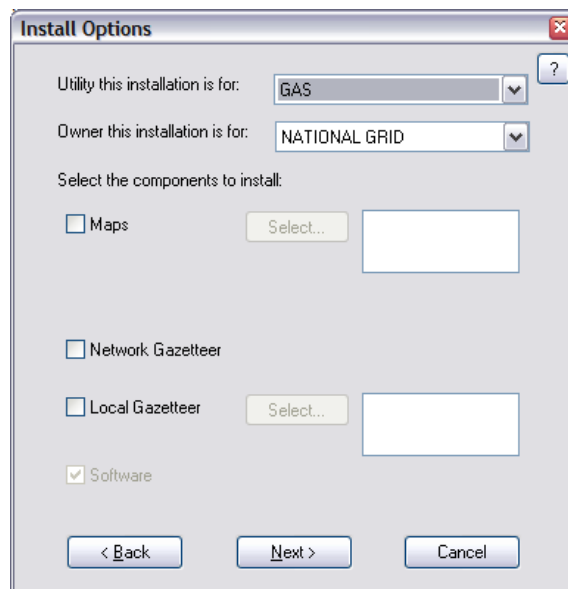 Install Options
?
Utility this installation is for: GAS
Owner this installation is for: NATIONAL GRID
Select the components to install:
Maps Select...
Network Gazetteer
Local Gazetteer Select...
Software
< Back Next > Cancel